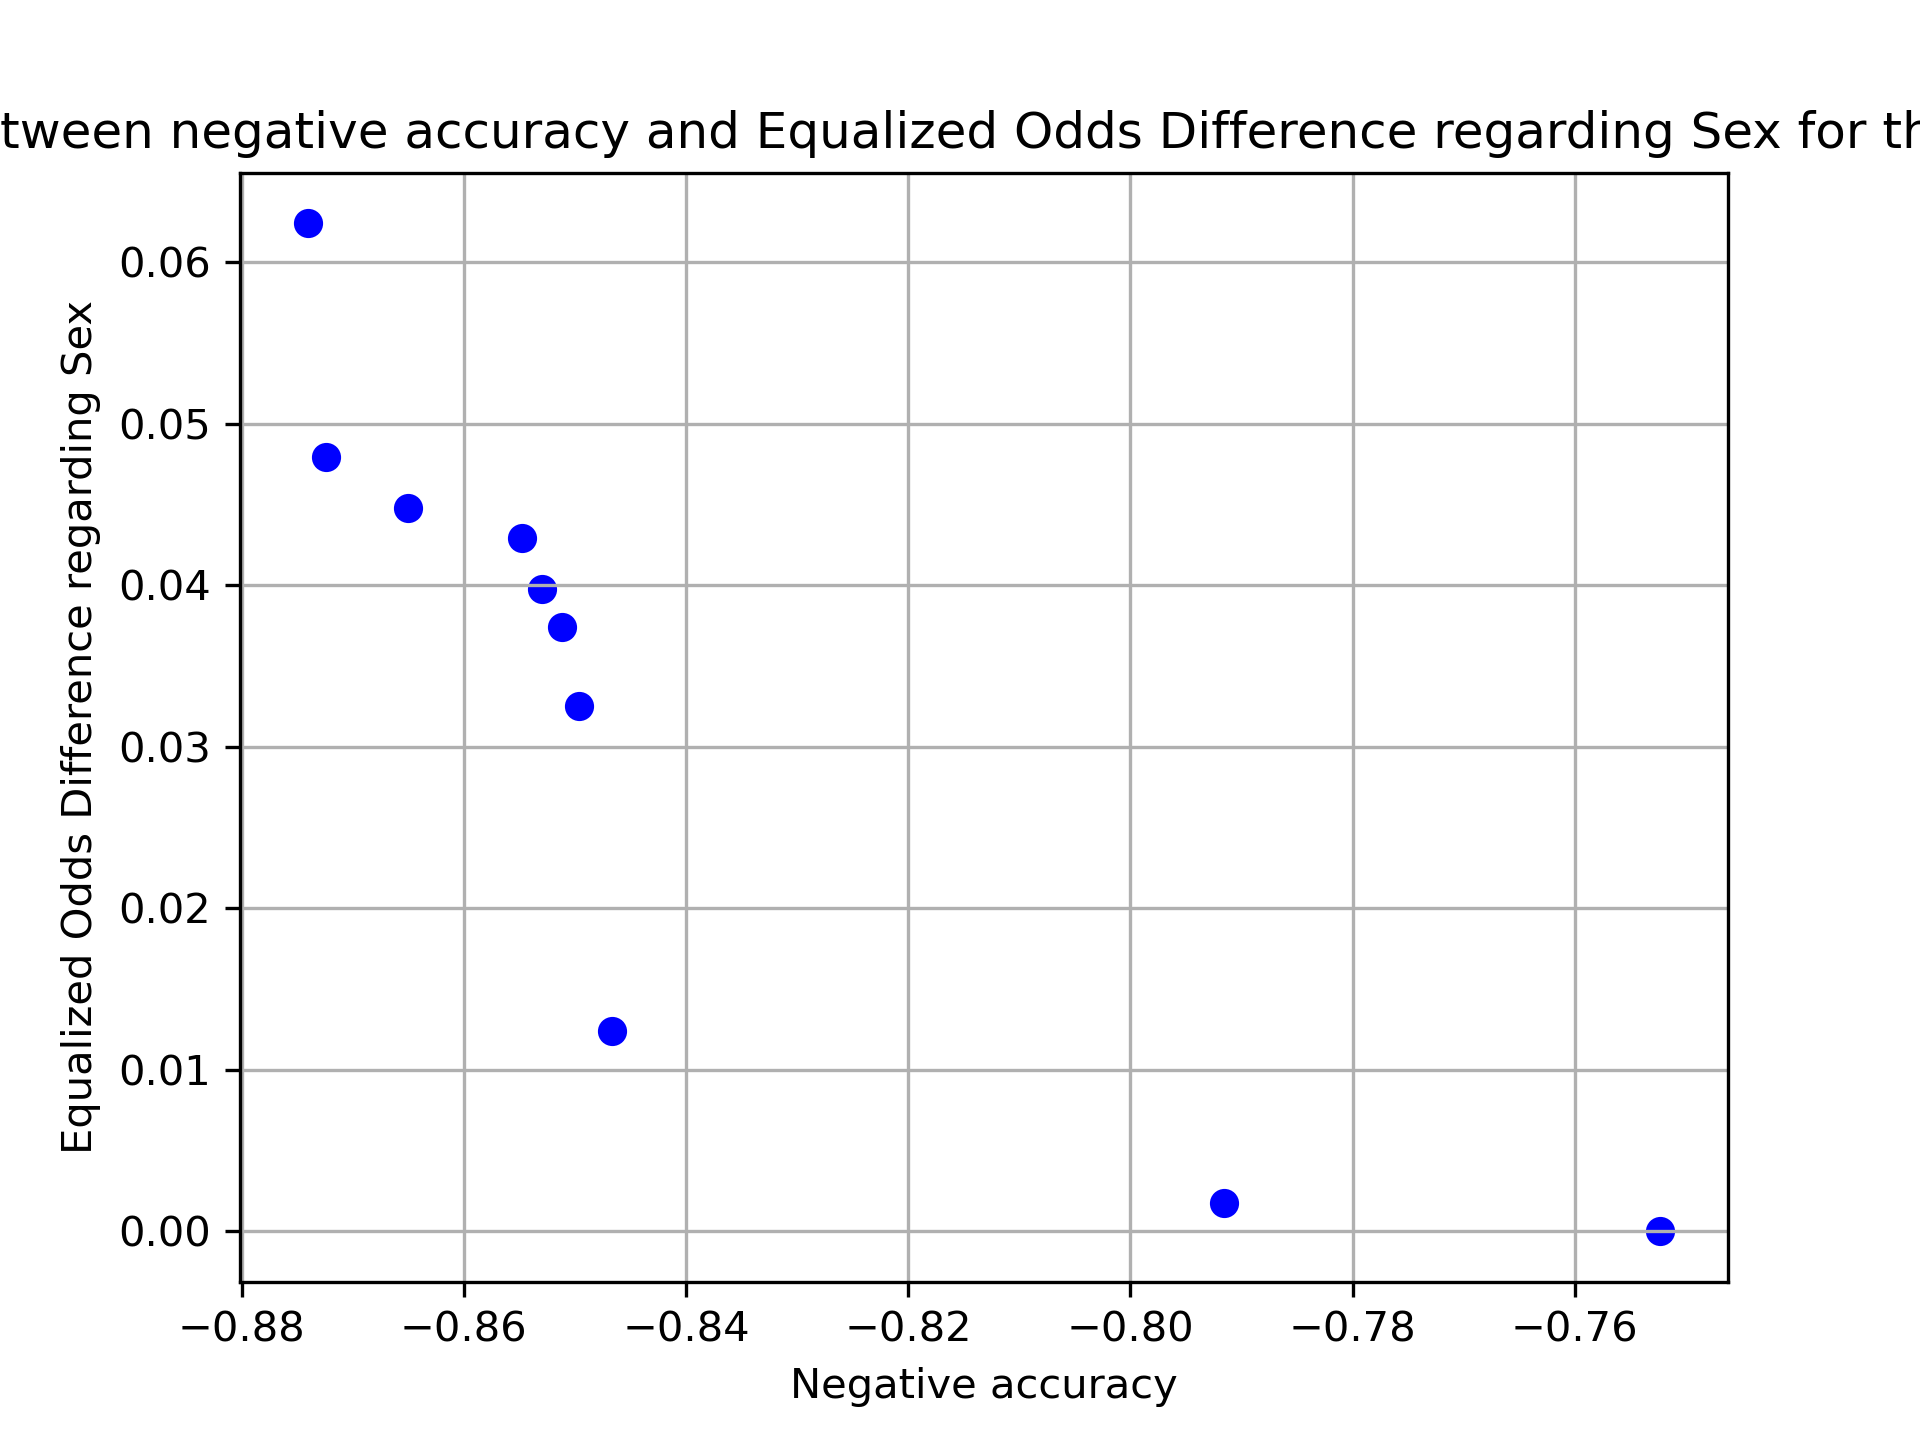 tween negative accuracy and Equalized Odds Difference regarding Sex for th
Equalized Odds Difference regarding Sex
0.06
0.05
0.04
0.03
0.02
0.01
0.00
−0.88 −0.86 −0.84 −0.82 −0.80 −0.78 −0.76
Negative accuracy